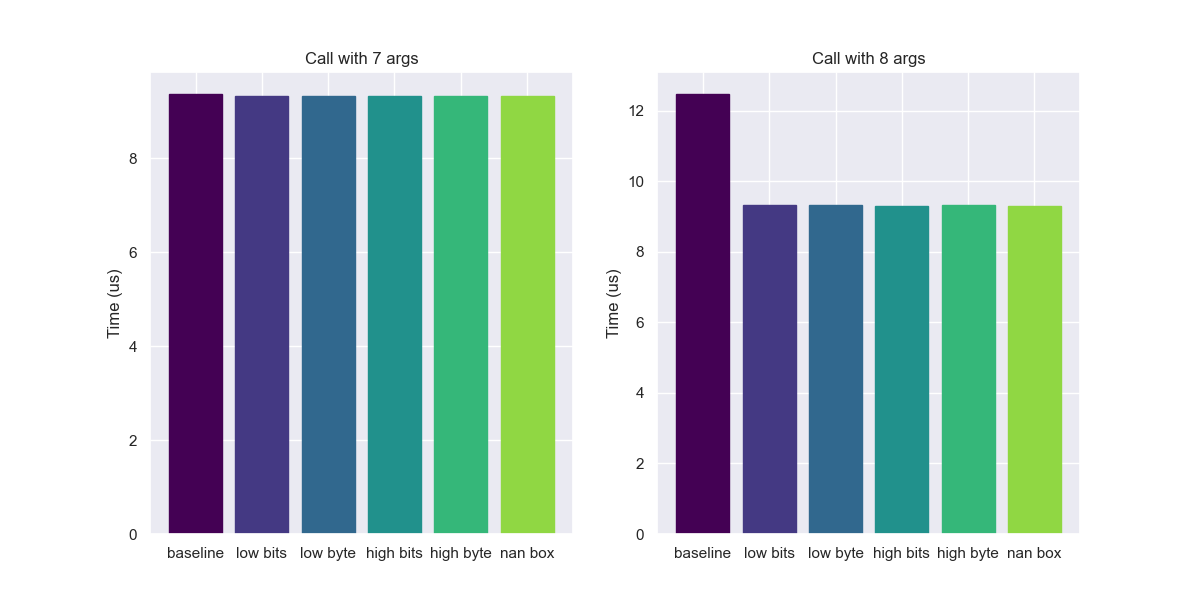 Call with 7 args
Time (us)
8
6
4
2
0
baseline low bits low byte high bits high byte nan box
Call with 8 args
Time (us)
12
10
8
6
4
2
0
baseline low bits low byte high bits high byte nan box